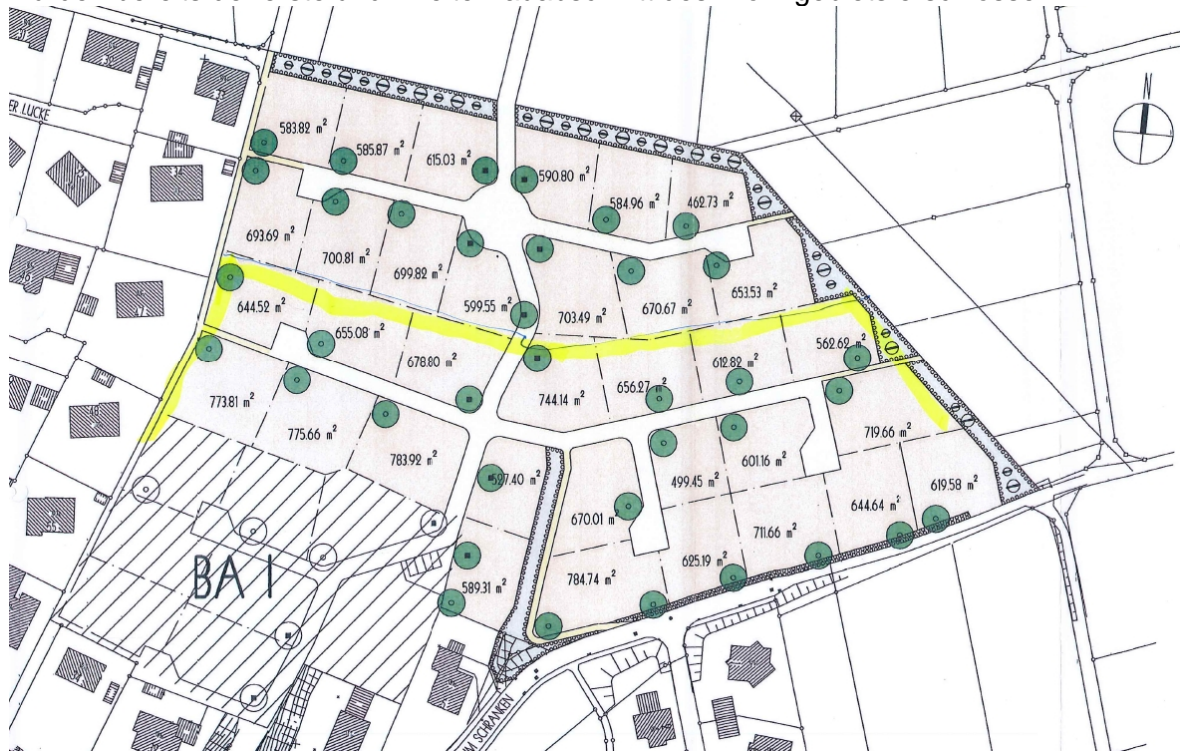 ER LUCKE
N
583.82 m²
585.87 m²
615.03 m²
590.80 m²
584.96 m²
462.73 m²
693.69 m²
700.81 m²
699.82 m²
599.55 m²
703.49 m²
670.67 m²
653.53 m²
644.52 m²
655.08 m²
678.80 m²
744.14 m²
656.27 m²
612.82 m²
562.62 m²
773.81 m²
775.66 m²
783.92 m²
527.40 m²
499.45 m²
601.16 m²
719.66 m²
670.01 m²
711.66 m²
644.64 m²
619.58 m²
589.31 m²
784.74 m²
625.19 m²
BA I
IM SCHRANKEN